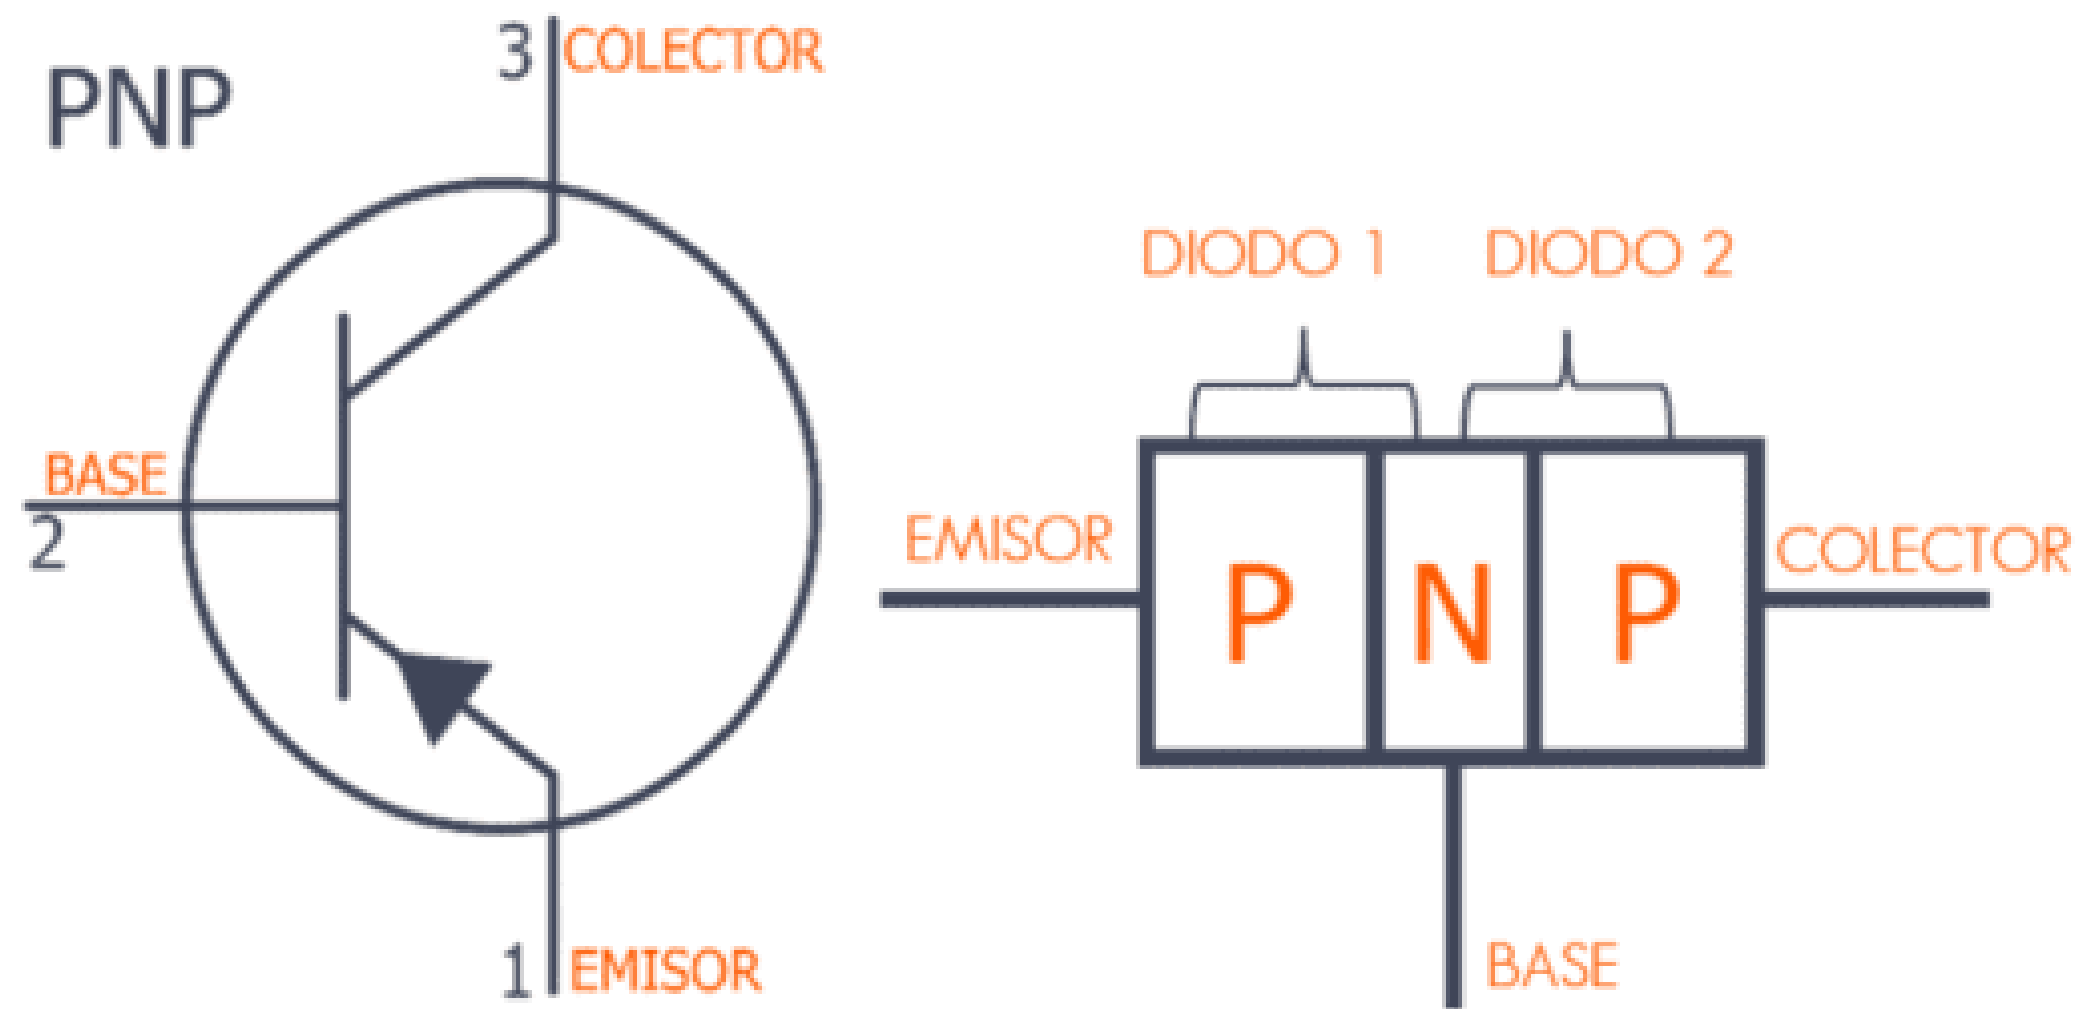 PNP
3
COLECTOR
BASE
2
1
EMISOR
DIODO 1
DIODO 2
EMISOR
P
N
P
COLECTOR
BASE